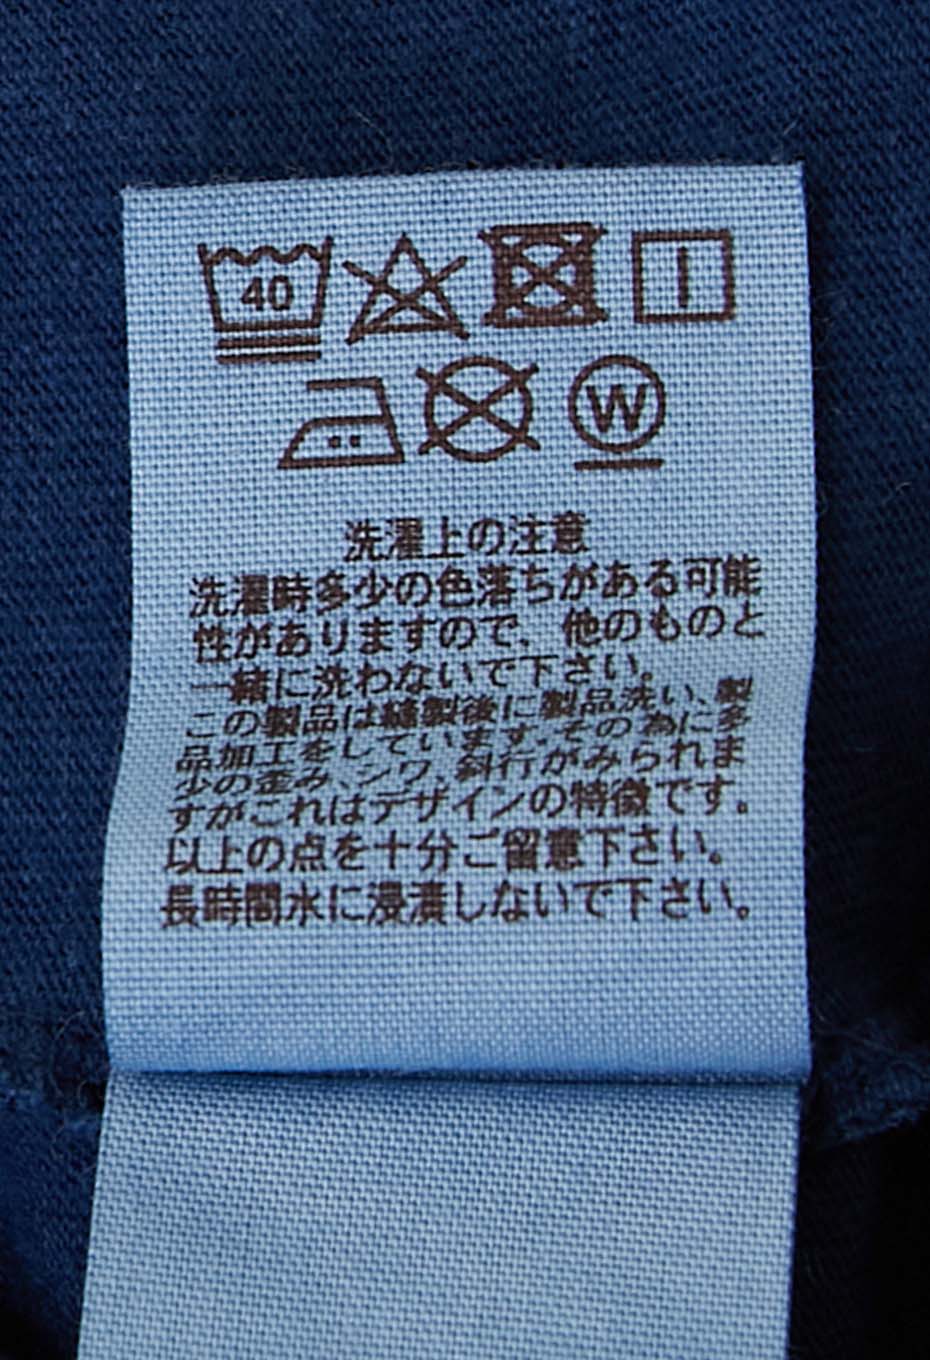 40
W
洗濯上の注意
洗濯時多少の色落ちがある可能
性がありますので、他のものと
一緒に洗わないで下さい。
この製品は縫製後に製品洗い、製
品加工をしています。その為に多
少の歪み、シワ、斜行がみられま
すがこれはデザインの特徴です。
以上の点を十分ご留意下さい。
長時間水に浸漬しないで下さい。